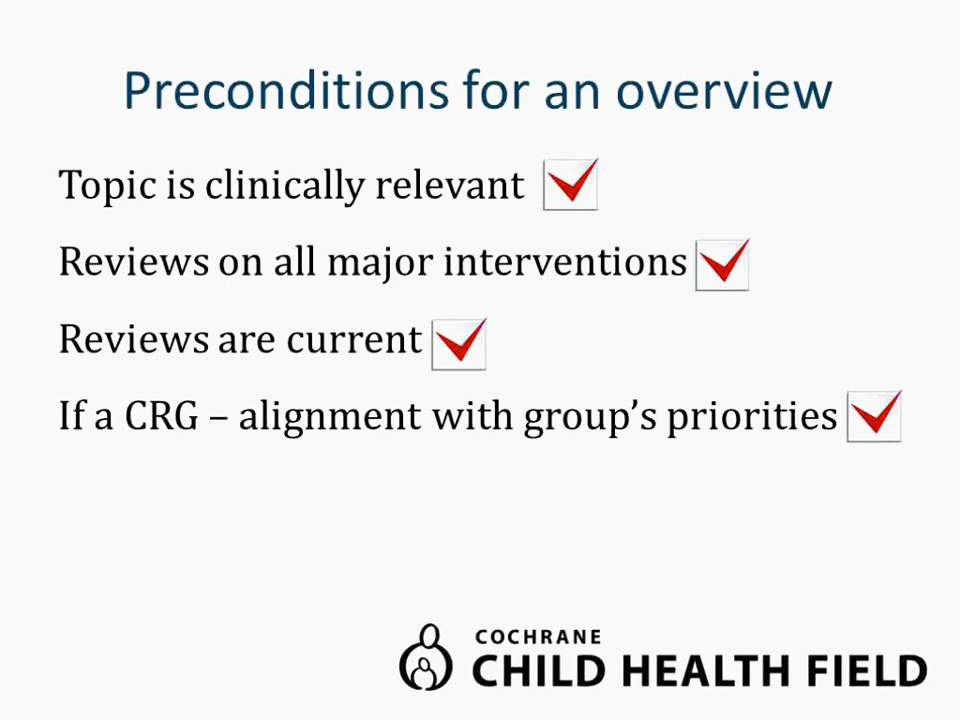 Preconditions for an overview
Topic is clinically relevant
Reviews on all major interventions
Reviews are current
If a CRG – alignment with group’s priorities
COCHRANE
CHILD HEALTH FIELD